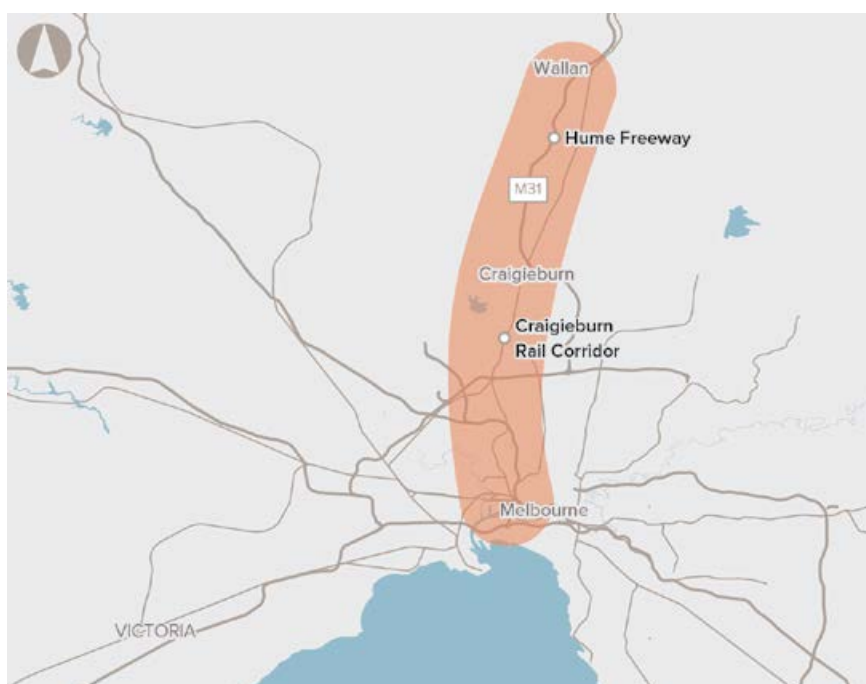 Wallan
Hume Freeway
M31
Craigieburn
Craigieburn
Rail Corridor
Melbourne
VICTORIA